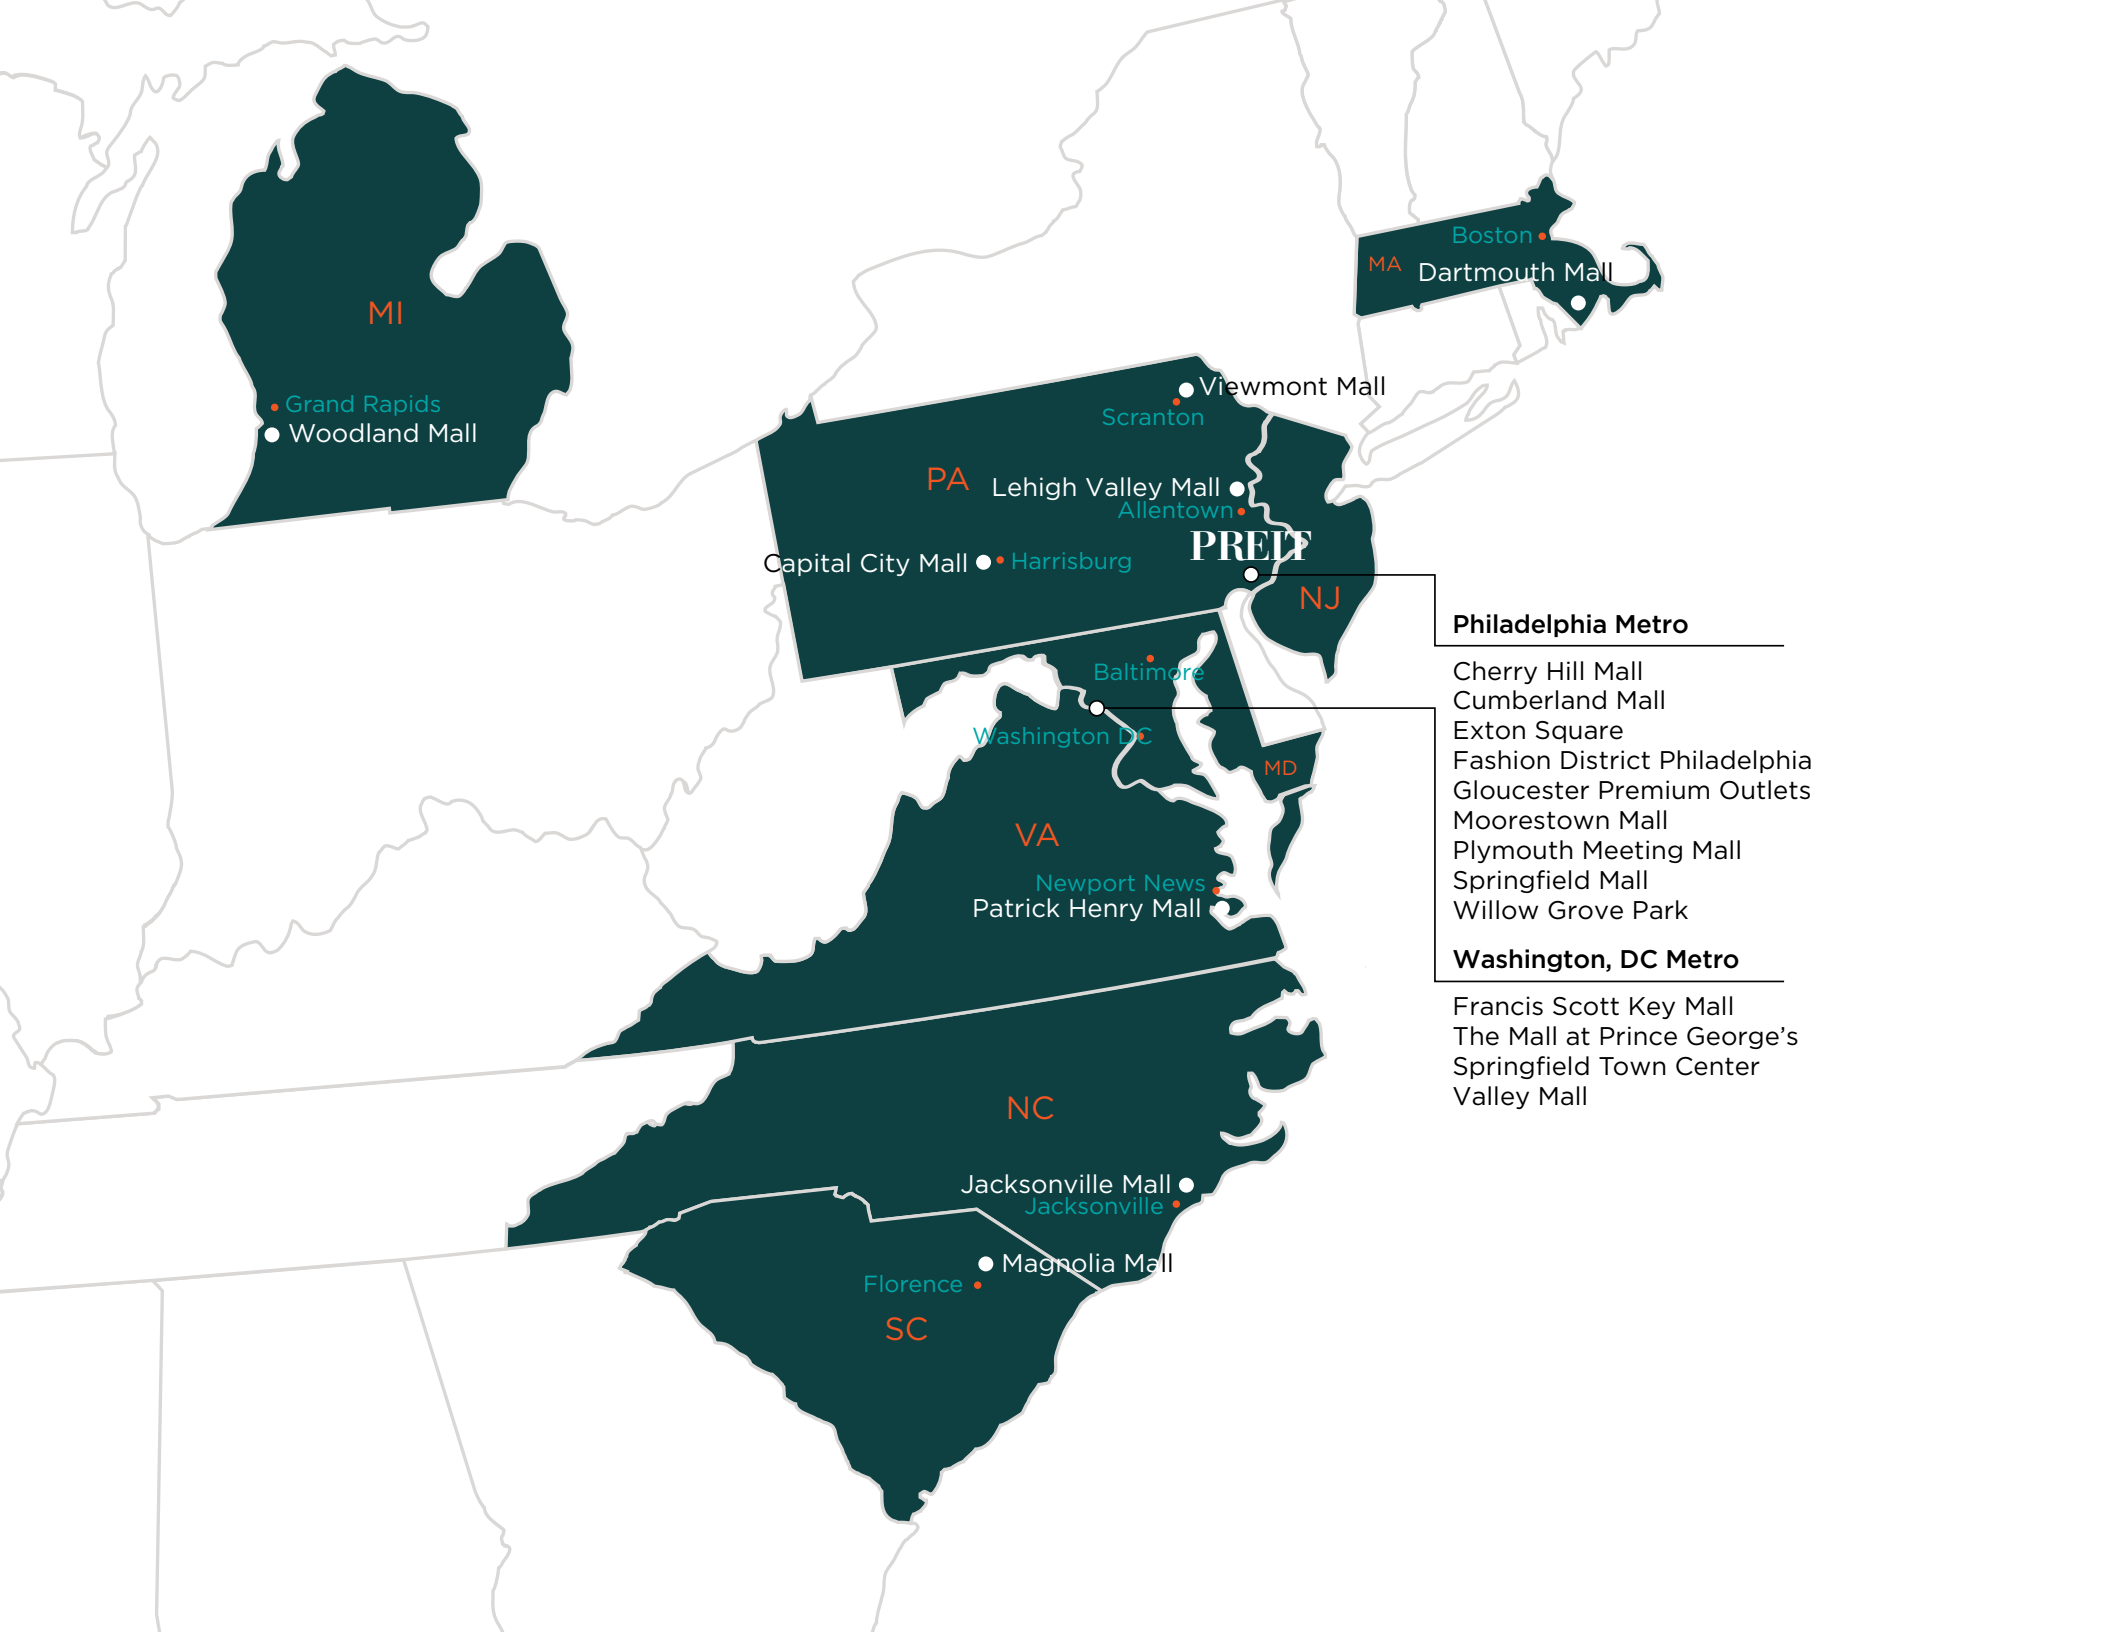 Boston
MA
Dartmouth Mall
MI
Grand Rapids
Woodland Mall
Viewmont Mall
Scranton
PA
Lehigh Valley Mall
Allentown
PREIT
Capital City Mall
Harrisburg
NJ
Philadelphia Metro
Cherry Hill Mall
Cumberland Mall
Exton Square
Fashion District Philadelphia
Gloucester Premium Outlets
Moorestown Mall
Plymouth Meeting Mall
Springfield Mall
Willow Grove Park
Washington, DC Metro
Francis Scott Key Mall
The Mall at Prince George’s
Springfield Town Center
Valley Mall
Baltimore
Washington DC
MD
VA
Newport News
Patrick Henry Mall
NC
Jacksonville Mall
Jacksonville
Magnolia Mall
Florence
SC